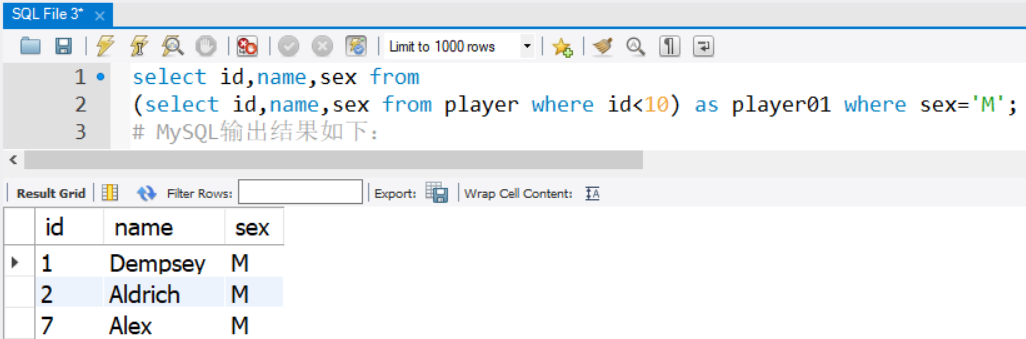 SQL File 3*
Limit to 1000 rows
1 select id,name,sex from
2 (select id,name,sex from player where id<10) as player01 where sex='M';
3 # MySQL输出结果如下:
Result Grid Filter Rows: Export: Wrap Cell Content:
id name sex
1 Dempsey M
2 Aldrich M
7 Alex M